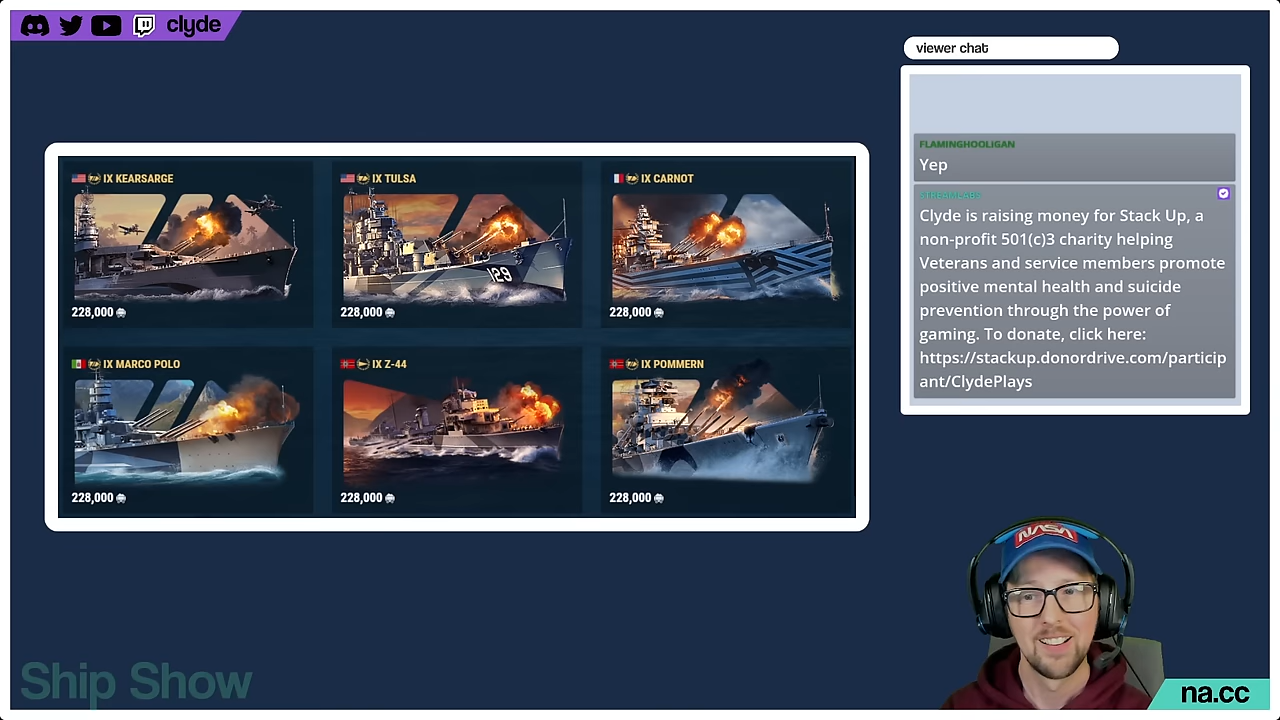 clyde
viewer chat
IX KEARSARGE
IX TULSA
IX CARNOT
129
228,000
228,000
228,000
IX MARCO POLO
IX Z-44
IX POMMERN
228,000
228,000
228,000
FLAMINGHOOLIGAN
Yep
STREAMLABS
Clyde is raising money for Stack Up, a
non-profit 501(c)3 charity helping
Veterans and service members promote
positive mental health and suicide
prevention through the power of
gaming. To donate, click here:
https://stackup.donordrive.com/particip
ant/ClydePlays
NASA
Ship Show
na.cc